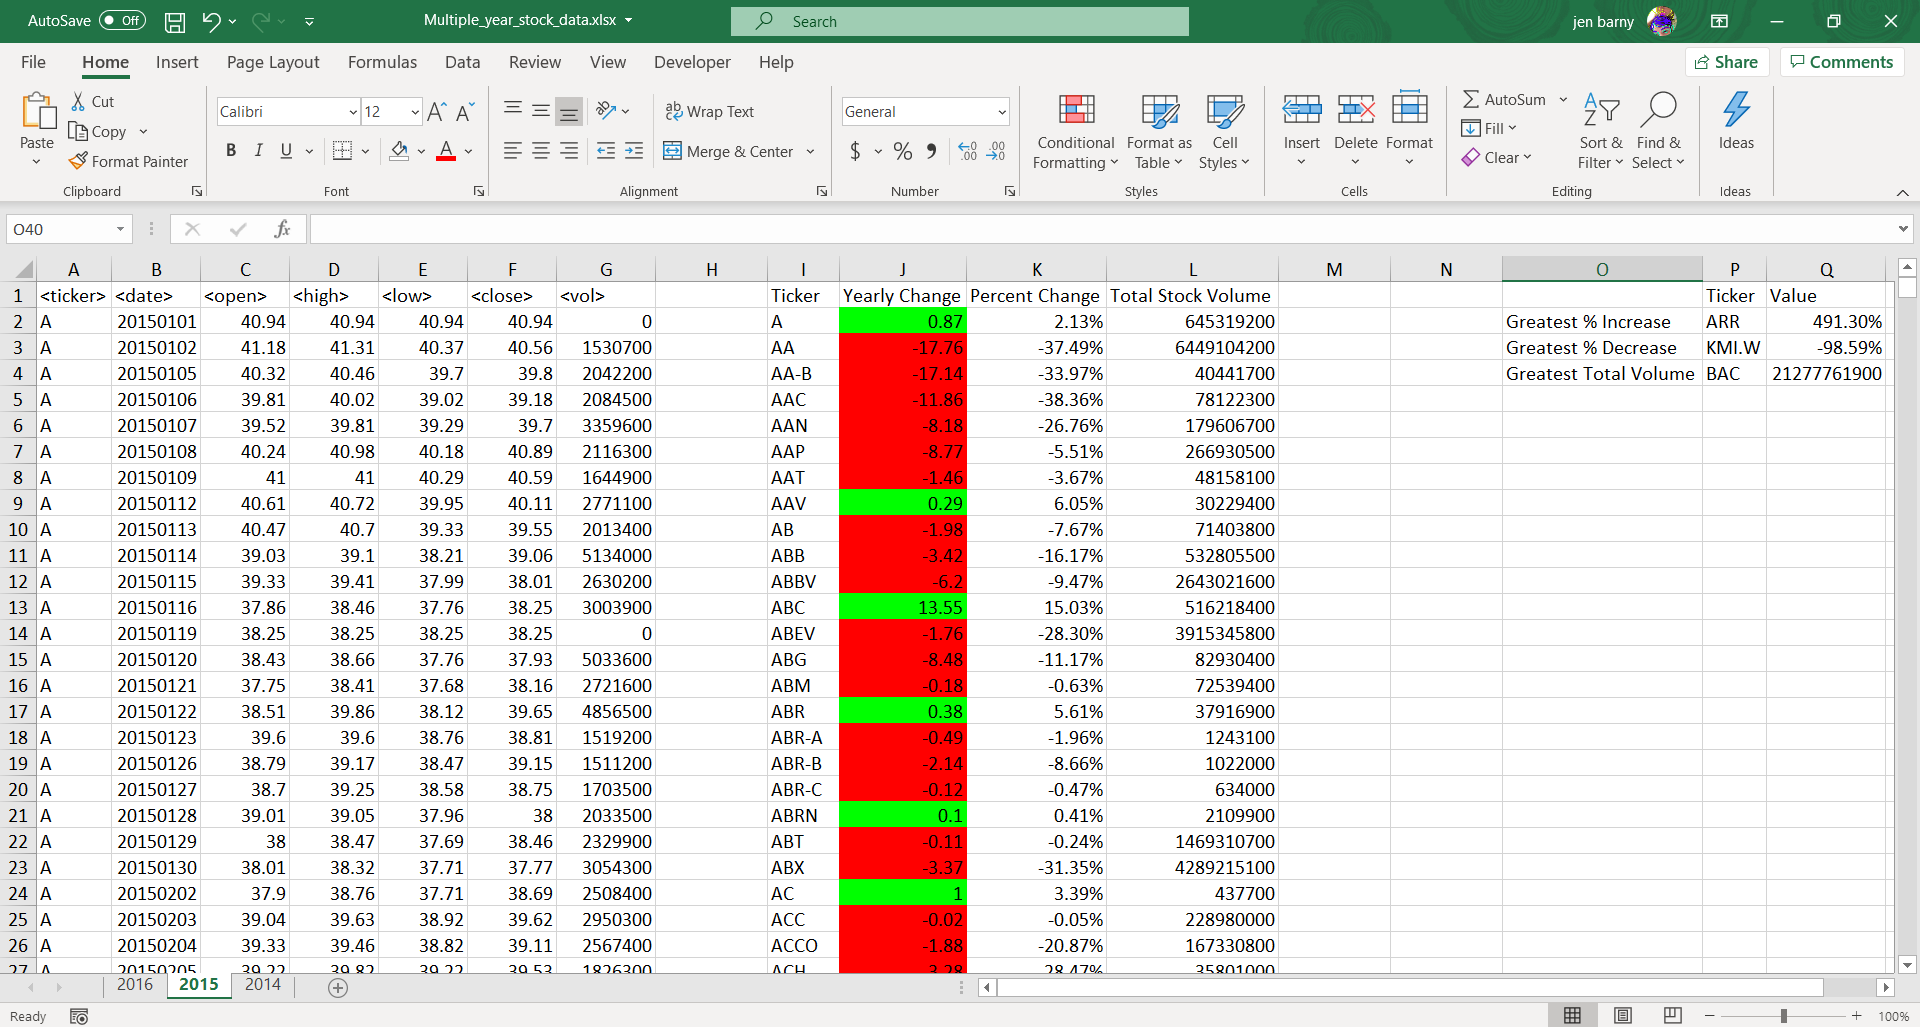 AutoSave Off Multiple_year_stock_data.xlsx Search jen barny
File Home Insert Page Layout Formulas Data Review View Developer Help Share Comments
Paste Cut Copy Format Painter Clipboard
Calibri 12 B I U A Font
ab Wrap Text Merge & Center Alignment
General $ % Number
Conditional Formatting Format as Table Cell Styles Styles
Insert Delete Format Cells
AutoSum Fill Clear Sort & Filter Find & Select Editing
Ideas Ideas
O40 fx
A B C D E F G H I J K L M N O P Q
1 <ticker> <date> <open> <high> <low> <close> <vol> Ticker Yearly Change Percent Change Total Stock Volume Ticker Value
2 A 20150101 40.94 40.94 40.94 40.94 0 A 0.87 2.13% 645319200 Greatest % Increase ARR 491.30%
3 A 20150102 41.18 41.31 40.37 40.56 1530700 AA -17.76 -37.49% 6449104200 Greatest % Decrease KMI.W -98.59%
4 A 20150105 40.32 40.46 39.7 39.8 2042200 AA-B -17.14 -33.97% 40441700 Greatest Total Volume BAC 21277761900
5 A 20150106 39.81 40.02 39.02 39.18 2084500 AAC -11.86 -38.36% 78122300
6 A 20150107 39.52 39.81 39.29 39.7 3359600 AAN -8.18 -26.76% 179606700
7 A 20150108 40.24 40.98 40.18 40.89 2116300 AAP -8.77 -5.51% 266930500
8 A 20150109 41 41 40.29 40.59 1644900 AAT -1.46 -3.67% 48158100
9 A 20150112 40.61 40.72 39.95 40.11 2771100 AAV 0.29 6.05% 30229400
10 A 20150113 40.47 40.7 39.33 39.55 2013400 AB -1.98 -7.67% 71403800
11 A 20150114 39.03 39.1 38.21 39.06 5134000 ABB -3.42 -16.17% 532805500
12 A 20150115 39.33 39.41 37.99 38.01 2630200 ABBV -6.2 -9.47% 2643021600
13 A 20150116 37.86 38.46 37.76 38.25 3003900 ABC 13.55 15.03% 516218400
14 A 20150119 38.25 38.25 38.25 38.25 0 ABEV -1.76 -28.30% 3915345800
15 A 20150120 38.43 38.66 37.76 37.93 5033600 ABG -8.48 -11.17% 82930400
16 A 20150121 37.75 38.41 37.68 38.16 2721600 ABM -0.18 -0.63% 72539400
17 A 20150122 38.51 39.86 38.12 39.65 4856500 ABR 0.38 5.61% 37916900
18 A 20150123 39.6 39.6 38.76 38.81 1519200 ABR-A -0.49 -1.96% 1243100
19 A 20150126 38.79 39.17 38.47 39.15 1511200 ABR-B -2.14 -8.66% 1022000
20 A 20150127 38.7 39.25 38.58 38.75 1703500 ABR-C -0.12 -0.47% 634000
21 A 20150128 39.01 39.05 37.96 38 2033500 ABRN 0.1 0.41% 2109900
22 A 20150129 38 38.47 37.69 38.46 2329900 ABT -0.11 -0.24% 1469310700
23 A 20150130 38.01 38.32 37.71 37.77 3054300 ABX -3.37 -31.35% 4289215100
24 A 20150202 37.9 38.76 37.71 38.69 2508400 AC 1 3.39% 437700
25 A 20150203 39.04 39.63 38.92 39.62 2950300 ACC -0.02 -0.05% 228980000
26 A 20150204 39.33 39.46 38.82 39.11 2567400 ACCO -1.88 -20.87% 167330800
27 A 20150205 39.22 39.82 39.22 39.53 1826300 ACH -3.28 -28.47% 35801000
2016 2015 2014
Ready 100%